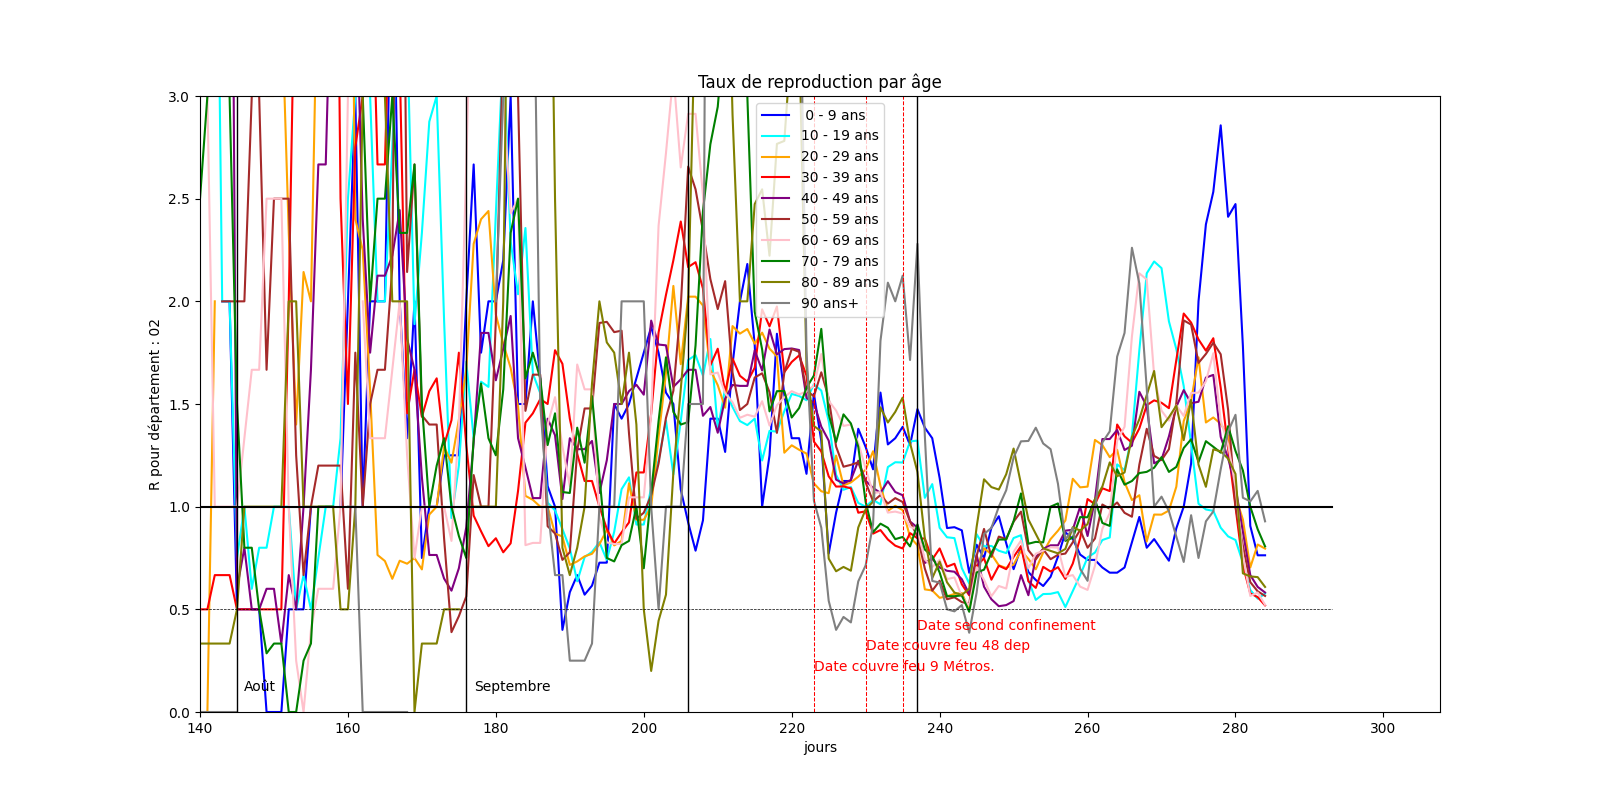 Taux de reproduction par âge
R pour département : 02
3.0
2.5
2.0
1.5
1.0
0.5
0.0
0 - 9 ans
10 - 19 ans
20 - 29 ans
30 - 39 ans
40 - 49 ans
50 - 59 ans
60 - 69 ans
70 - 79 ans
80 - 89 ans
90 ans+
Date second confinement
Date couvre feu 48 dep
Date couvre feu 9 Métros.
Août
Septembre
140 160 180 200 220 240 260 280 300
jours